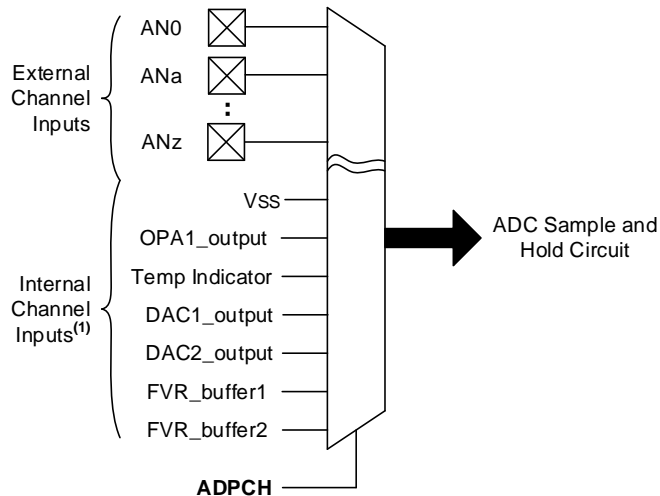 External
Channel
Inputs
AN0
ANa
:
ANz
Internal
Channel
Inputs(1)
VSS
OPA1_output
Temp Indicator
DAC1_output
DAC2_output
FVR_buffer1
FVR_buffer2
ADPCH
ADC Sample and
Hold Circuit